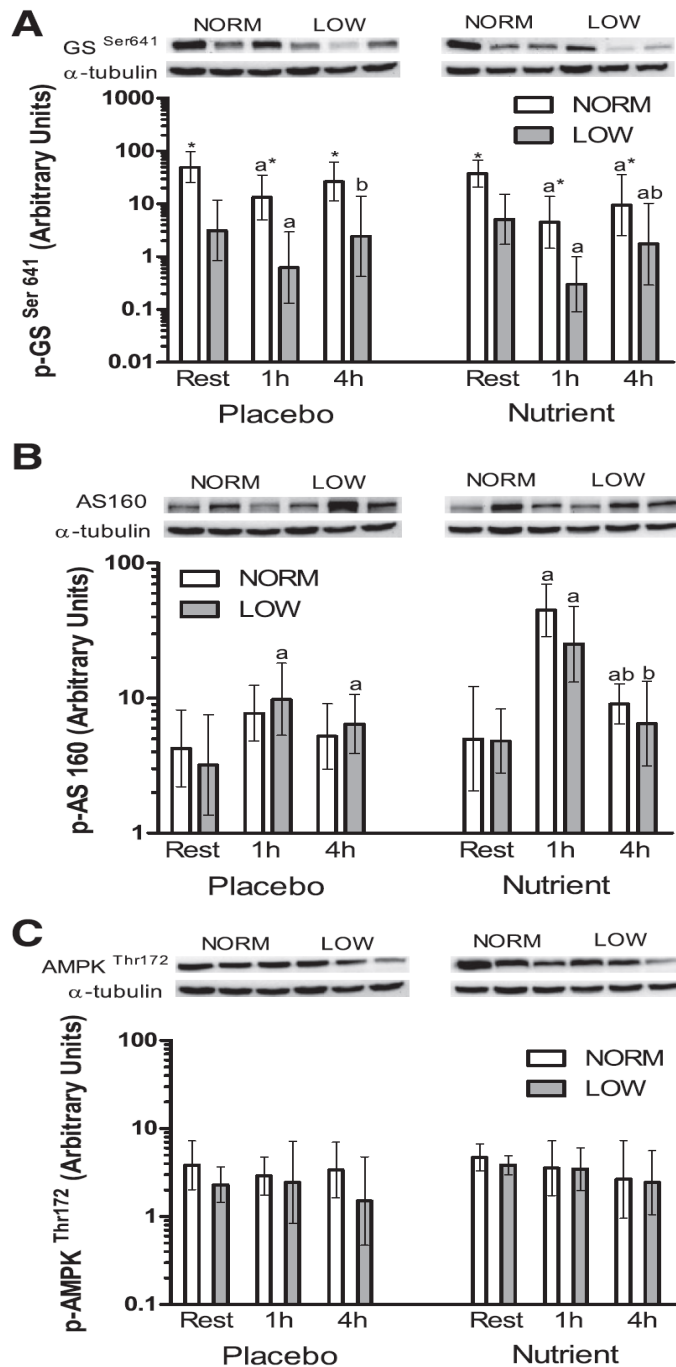 A
NORM LOW NORM LOW
GS Ser641
α-tubulin
p-GS Ser 641 (Arbitrary Units)
1000
100
10
1
0.1
0.01
NORM
LOW
* a* * * a* a*
a b a ab
Rest 1h 4h Rest 1h 4h
Placebo Nutrient
B
NORM LOW NORM LOW
AS160
α-tubulin
p-AS 160 (Arbitrary Units)
100
10
1
NORM
LOW
a a a a ab b
Rest 1h 4h Rest 1h 4h
Placebo Nutrient
C
NORM LOW NORM LOW
AMPK Thr172
α-tubulin
p-AMPK Thr172 (Arbitrary Units)
100
10
1
0.1
NORM
LOW
Rest 1h 4h Rest 1h 4h
Placebo Nutrient